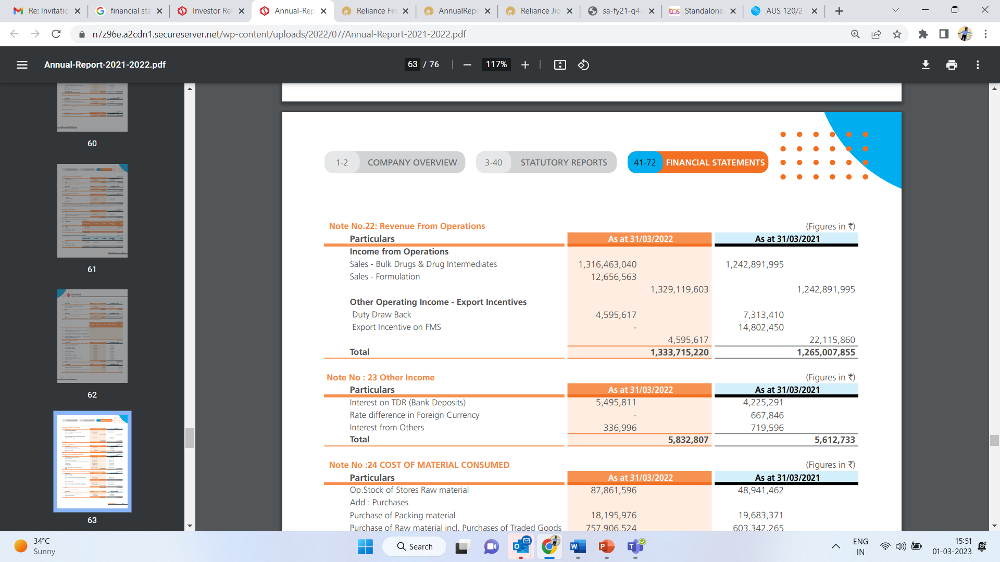 Re: Invitatio
financial sta
Investor Rel
Annual-Rep
Reliance Fin
AnnualRepo
Reliance Jio
sa-fy21-q4-
tcs Standalone
AUS 120/2
n7z96e.a2cdn1.secureserver.net/wp-content/uploads/2022/07/Annual-Report-2021-2022.pdf
Annual-Report-2021-2022.pdf 63 / 76 117%
60
61
62
63
1-2 COMPANY OVERVIEW 3-40 STATUTORY REPORTS 41-72 FINANCIAL STATEMENTS
Note No.22: Revenue From Operations (Figures in ₹)
Particulars As at 31/03/2022 As at 31/03/2021
Income from Operations
Sales - Bulk Drugs & Drug Intermediates 1,316,463,040 1,242,891,995
Sales - Formulation 12,656,563
1,329,119,603 1,242,891,995
Other Operating Income - Export Incentives
Duty Draw Back 4,595,617 7,313,410
Export Incentive on FMS - 14,802,450
4,595,617 22,115,860
Total 1,333,715,220 1,265,007,855
Note No : 23 Other Income (Figures in ₹)
Particulars As at 31/03/2022 As at 31/03/2021
Interest on TDR (Bank Deposits) 5,495,811 4,225,291
Rate difference in Foreign Currency - 667,846
Interest from Others 336,996 719,596
Total 5,832,807 5,612,733
Note No :24 COST OF MATERIAL CONSUMED (Figures in ₹)
Particulars As at 31/03/2022 As at 31/03/2021
Op.Stock of Stores Raw material 87,861,596 48,941,462
Add : Purchases
Purchase of Packing material 18,195,976 19,683,371
Purchase of Raw material incl. Purchases of Traded Goods 757,906,524 603,342,265
34°C
Sunny
Search
ENG
IN
15:51
01-03-2023